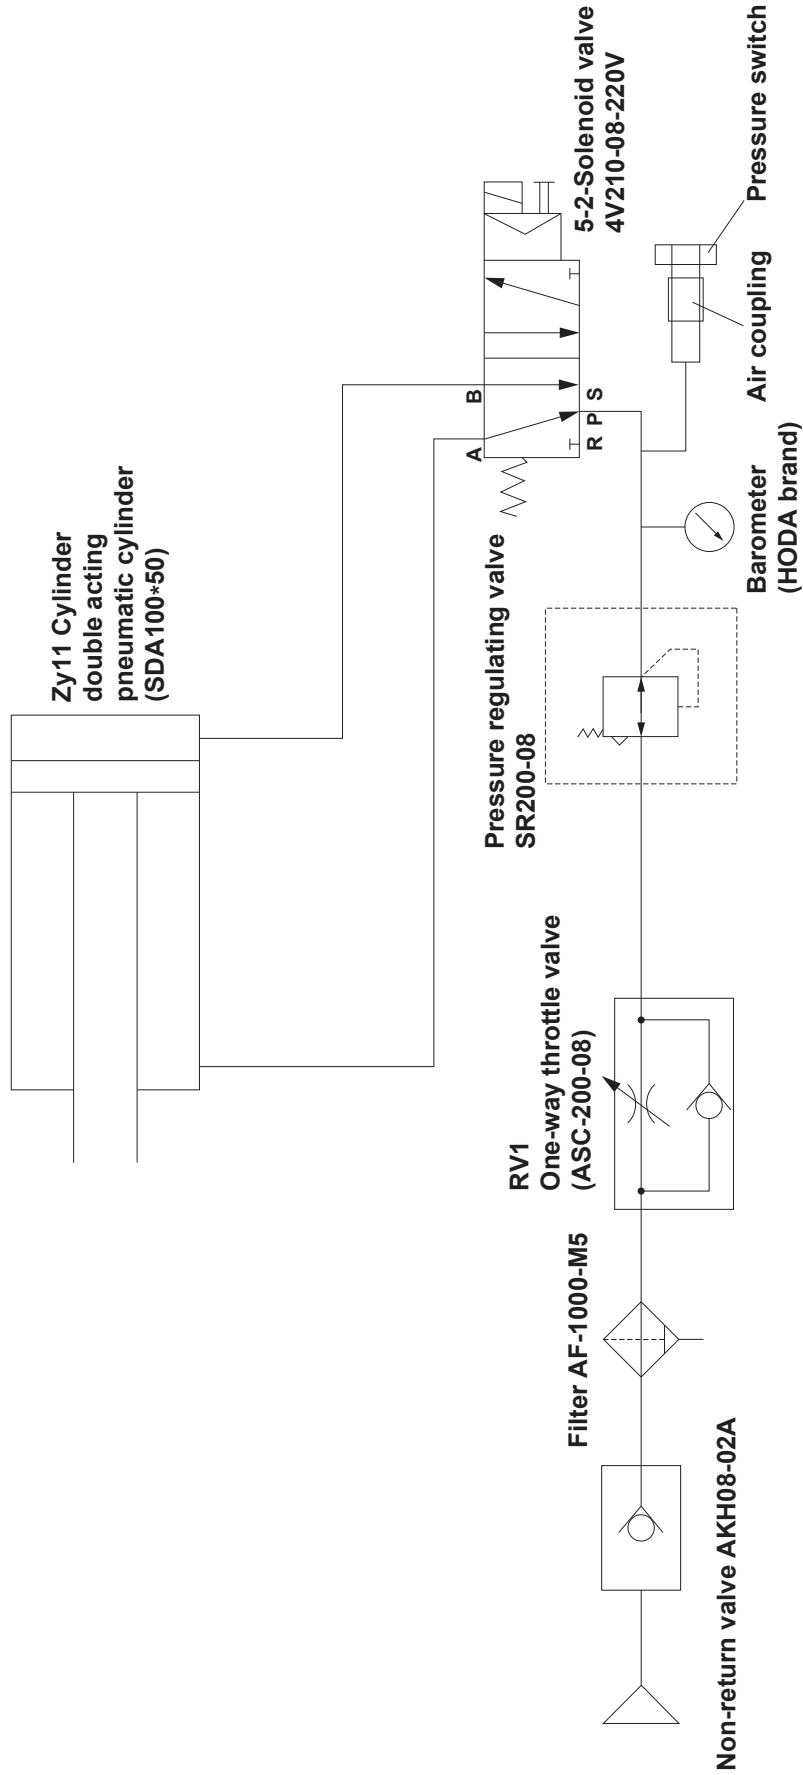 Zy11 Cylinder
double acting
pneumatic cylinder
(SDA100*50)
5-2-Solenoid valve
4V210-08-220V
A
B
R
P
S
Pressure regulating valve
SR200-08
Pressure switch
Air coupling
Barometer
(HODA brand)
RV1
One-way throttle valve
(ASC-200-08)
Filter AF-1000-M5
Non-return valve AKH08-02A